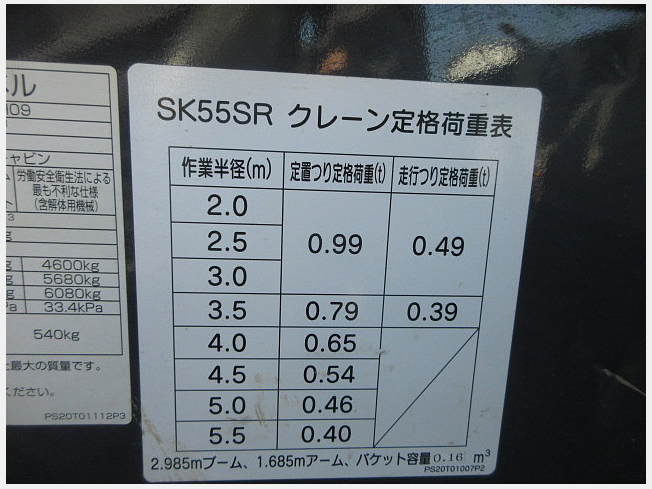 ベル
109
キャビン
労働安全衛生法による
最も不利な仕様
(含解体用機械)
4600kg
5680kg
6080kg
33.4kPa
540kg
最大の質量です。
ください。
PS20T01112P3
SK55SR クレーン定格荷重表
作業半径(m) 定置つり定格荷重(t) 走行つり定格荷重(t)
2.0
2.5 0.99 0.49
3.0
3.5 0.79 0.39
4.0 0.65
4.5 0.54
5.0 0.46
5.5 0.40
2.985mブーム、1.685mアーム、バケット容量0.16 m³
PS20T01007P2